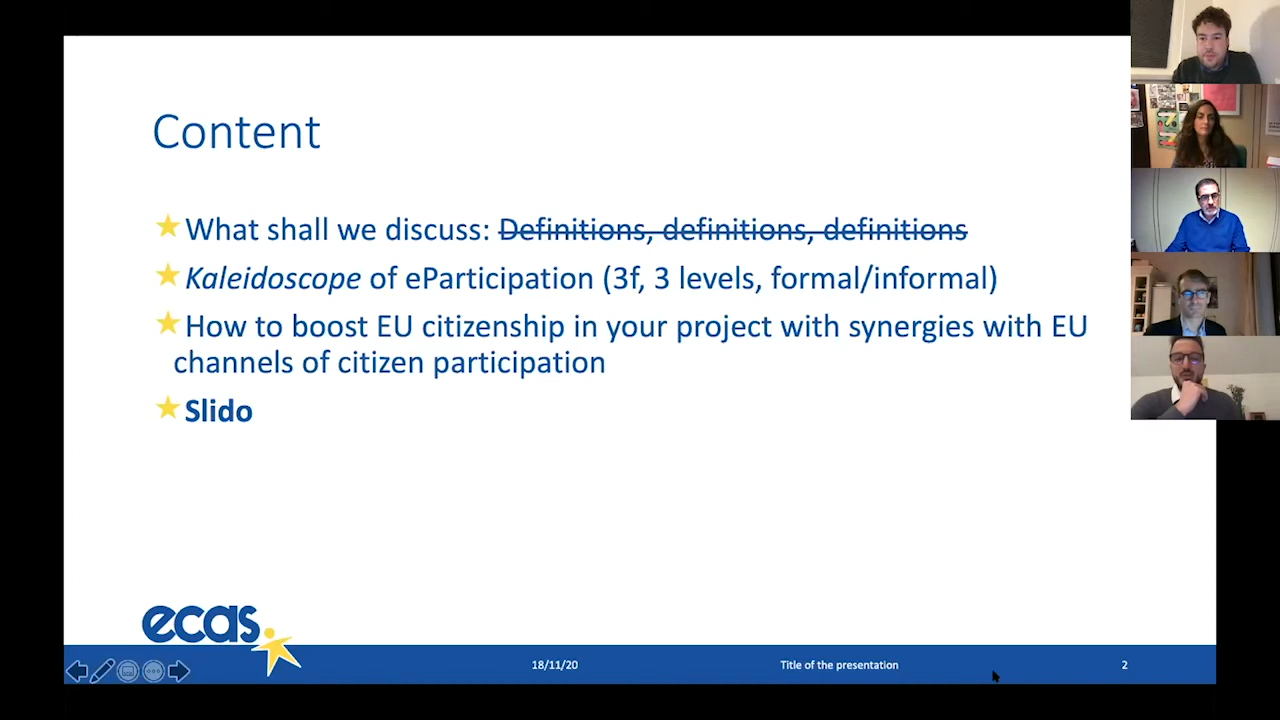 Content
What shall we discuss: Definitions, definitions, definitions
Kaleidoscope of eParticipation (3f, 3 levels, formal/informal)
How to boost EU citizenship in your project with synergies with EU
channels of citizen participation
Slido
ecas
18/11/20
Title of the presentation
2